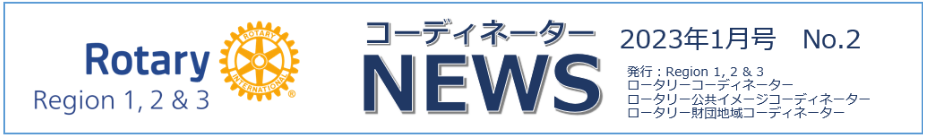 Rotary
Region 1, 2 & 3
ROTARY
INTERNATIONAL
コーディネーター
NEWS
2023年1月号 No.2
発行：Region 1, 2 & 3
ロータリーコーディネーター
ロータリー公共イメージコーディネーター
ロータリー財団地域コーディネーター